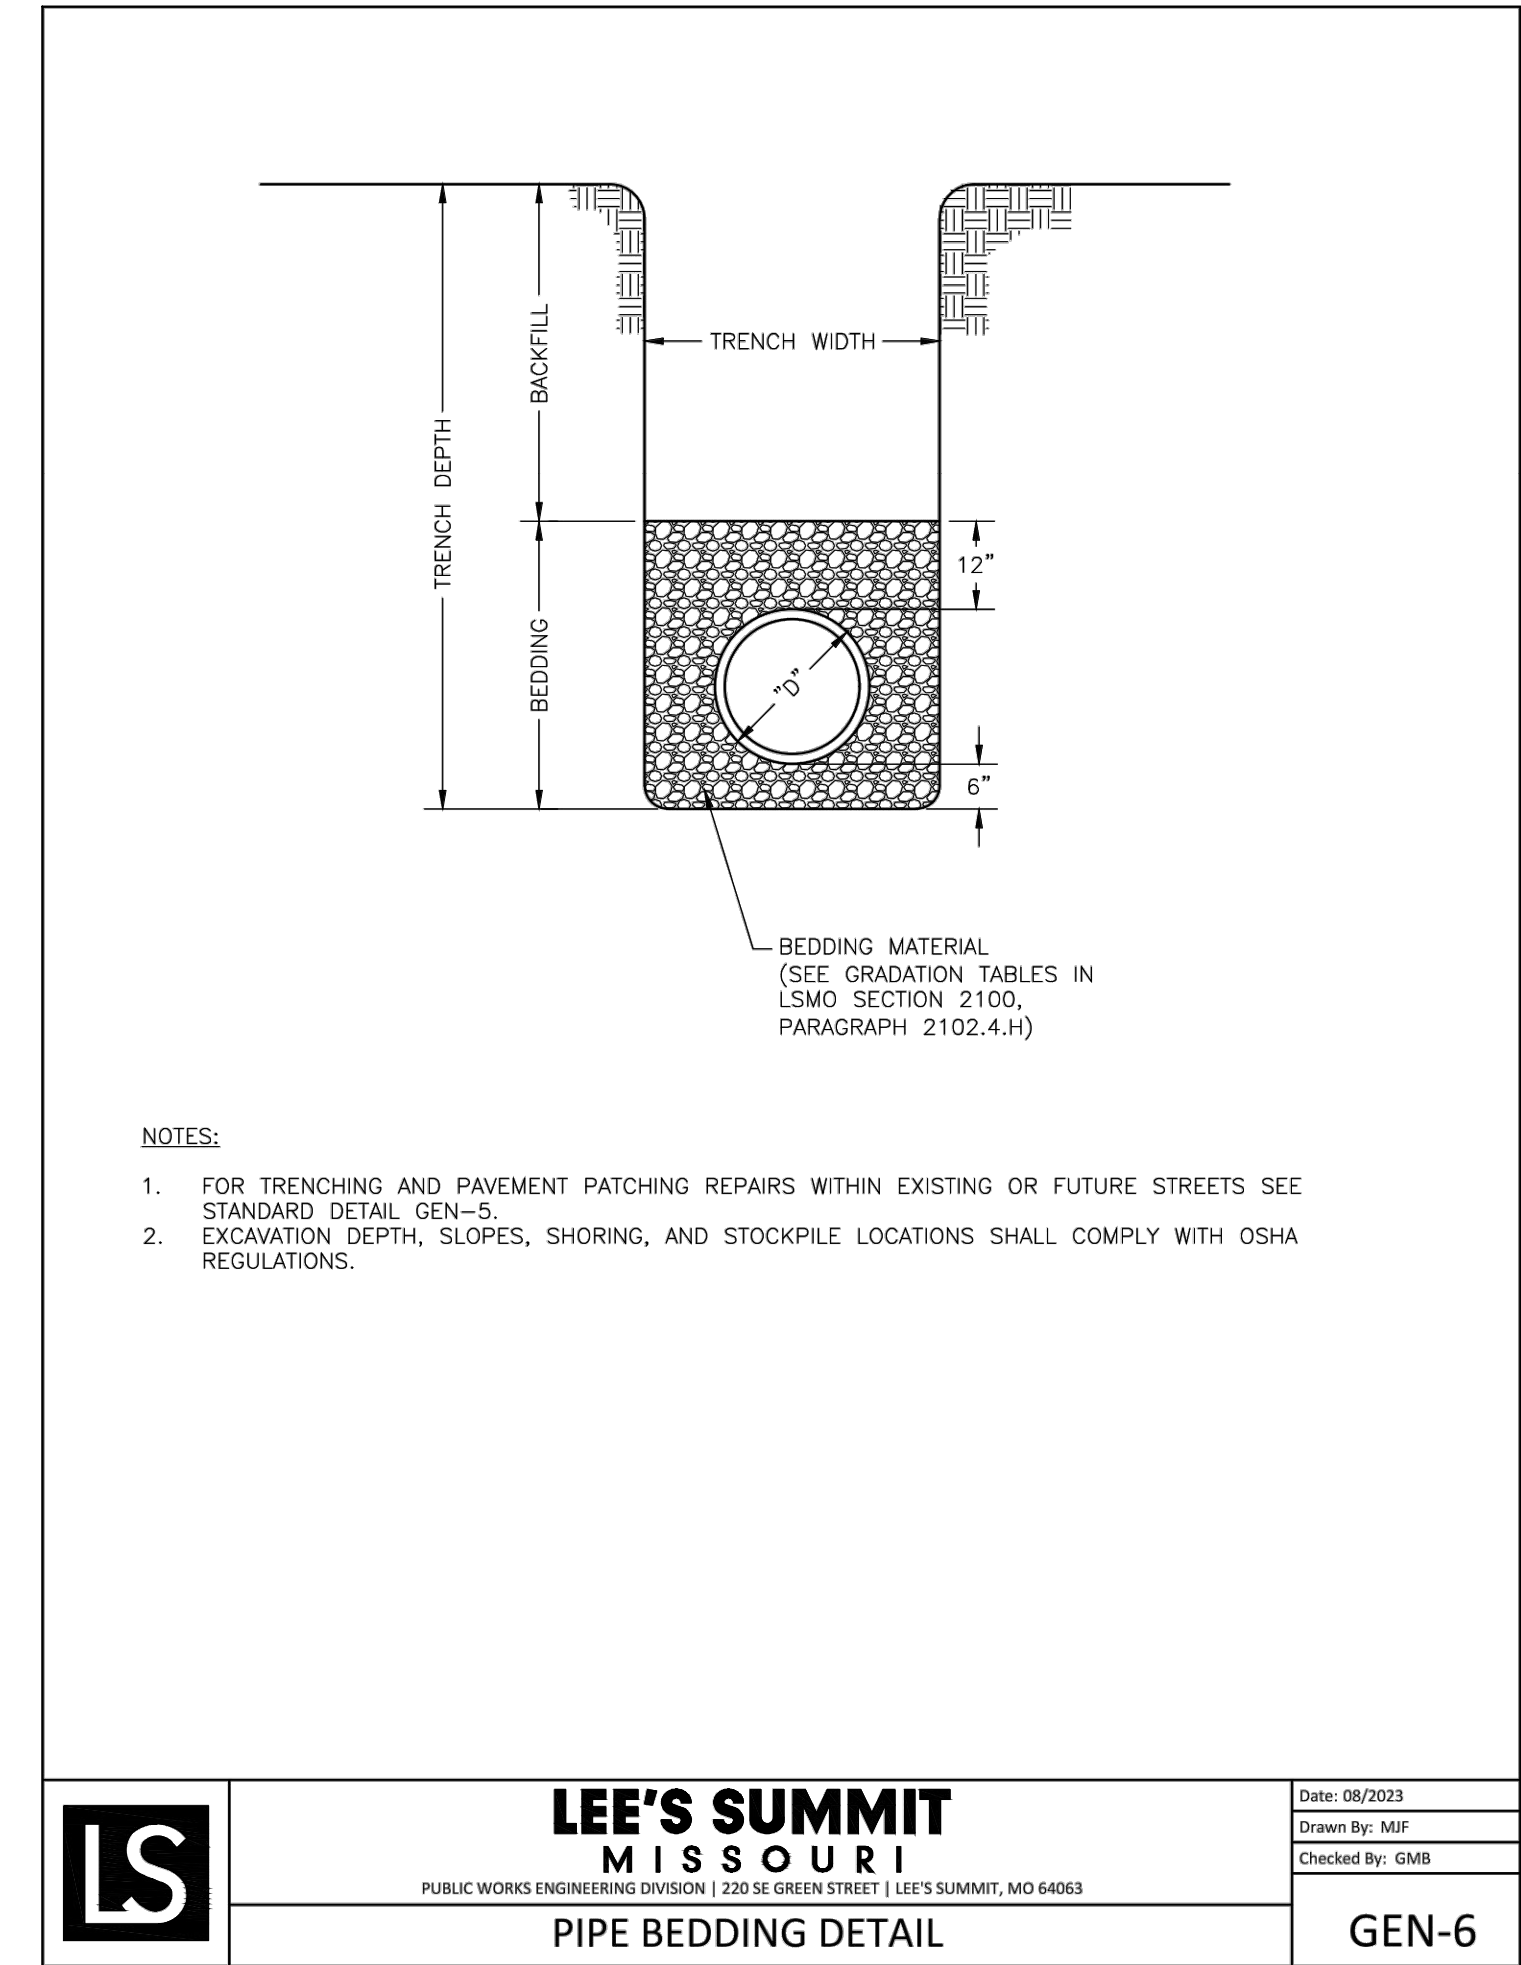 TRENCH DEPTH
BACKFILL
BEDDING
TRENCH WIDTH
12"
"D"
6"
BEDDING MATERIAL
(SEE GRADATION TABLES IN
LSMO SECTION 2100,
PARAGRAPH 2102.4.H)
NOTES:
1. FOR TRENCHING AND PAVEMENT PATCHING REPAIRS WITHIN EXISTING OR FUTURE STREETS SEE
STANDARD DETAIL GEN-5.
2. EXCAVATION DEPTH, SLOPES, SHORING, AND STOCKPILE LOCATIONS SHALL COMPLY WITH OSHA
REGULATIONS.
LS
LEE'S SUMMIT
MISSOURI
PUBLIC WORKS ENGINEERING DIVISION | 220 SE GREEN STREET | LEE'S SUMMIT, MO 64063
PIPE BEDDING DETAIL
Date: 08/2023
Drawn By: MJF
Checked By: GMB
GEN-6